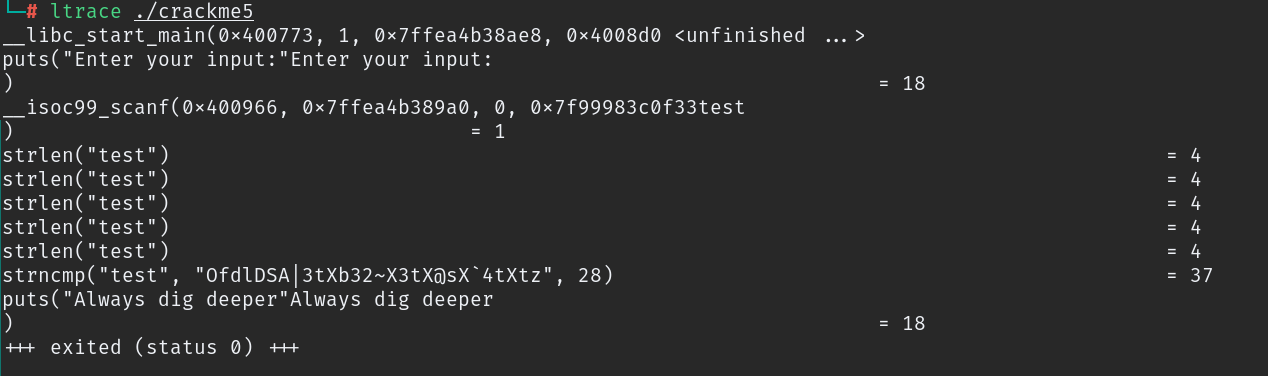 └─# ltrace ./crackme5
__libc_start_main(0×400773, 1, 0×7ffea4b38ae8, 0×4008d0 <unfinished ...>
puts("Enter your input:"Enter your input:
) = 18
__isoc99_scanf(0×400966, 0×7ffea4b389a0, 0, 0×7f99983c0f33test
) = 1
strlen("test") = 4
strlen("test") = 4
strlen("test") = 4
strlen("test") = 4
strlen("test") = 4
strncmp("test", "OfdlDSA|3tXb32~X3tX@sX`4tXtz", 28) = 37
puts("Always dig deeper"Always dig deeper
) = 18
+++ exited (status 0) +++